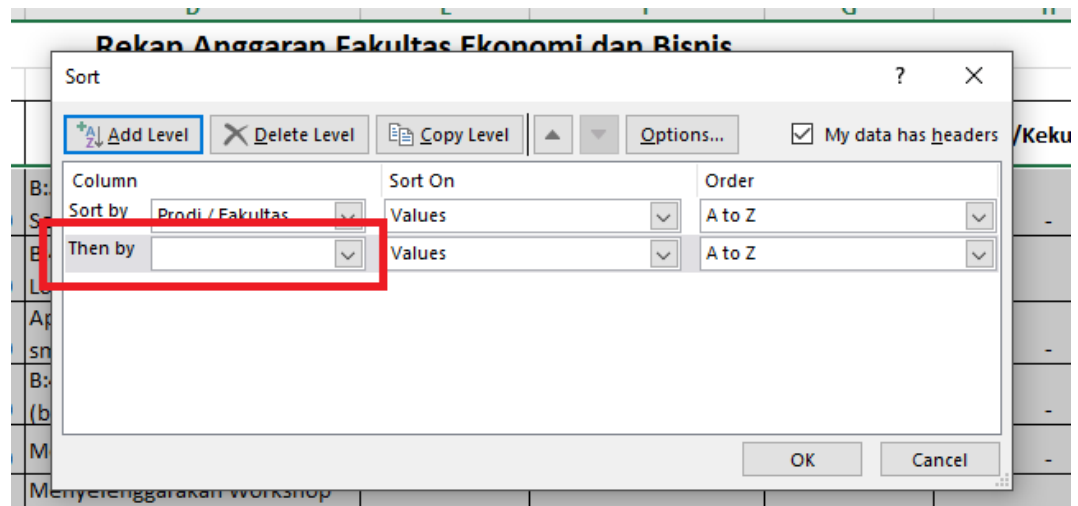 Rekap Anggaran Fakultas Ekonomi dan Bisnis
Sort
?
Add Level Delete Level Copy Level Options... My data has headers
/Keku
Column Sort On Order
Sort by Prodi / Fakultas Values A to Z
Then by Values A to Z
OK Cancel
Menyelenggarakan Workshop